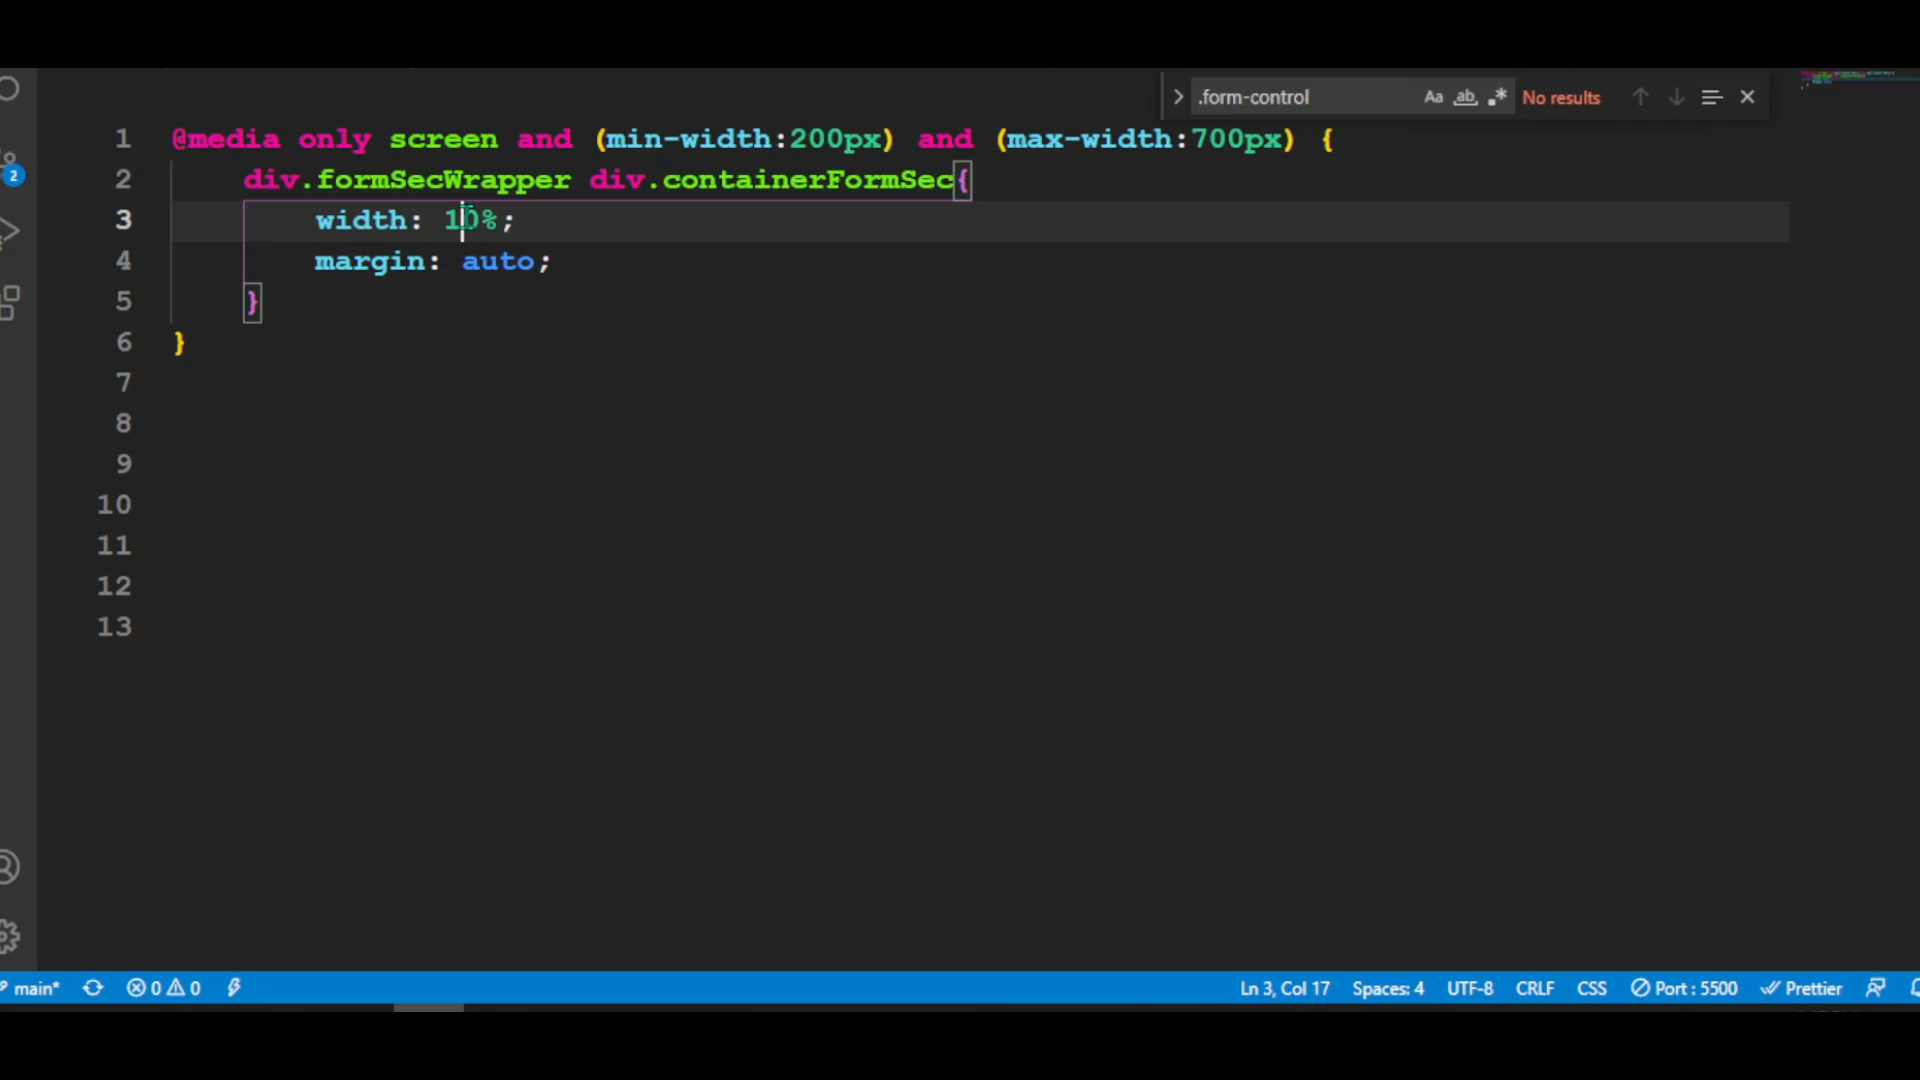 .form-control Aa ab .* No results
1 @media only screen and (min-width:200px) and (max-width:700px) {
2 div.formSecWrapper div.containerFormSec{
3 width: 10%;
4 margin: auto;
5 }
6 }
7
8
9
10
11
12
13
2
main* 0 0 Ln 3, Col 17 Spaces: 4 UTF-8 CRLF CSS Port : 5500 Prettier